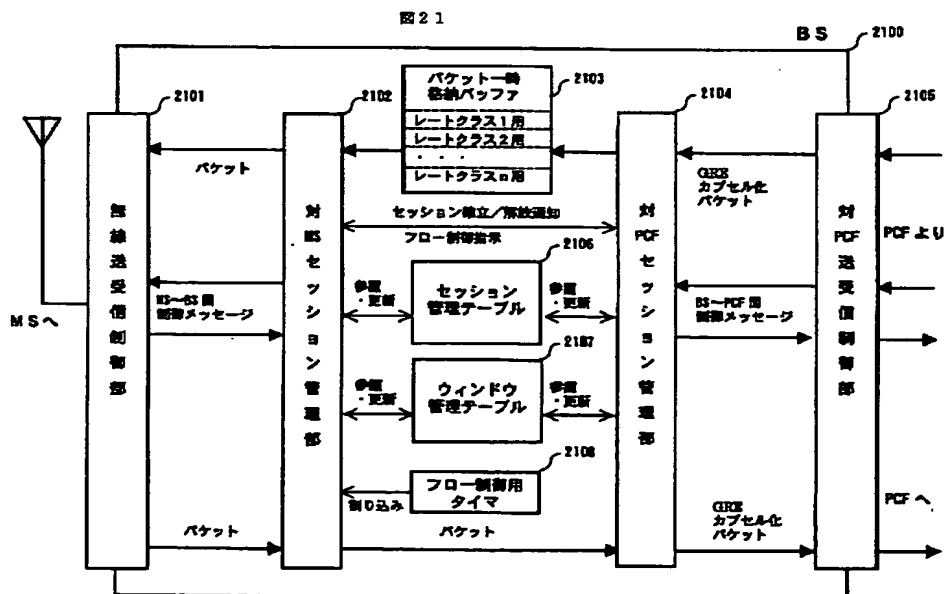 図21
BS
2100
2101
2102
パケット一時
格納バッファ
レートクラス1用
レートクラス2用
・・・
レートクラスn用
2103
2104
2105
パケット
GRE
カプセル化
パケット
セッション確立/解放通知
フロー制御指示
無線送受信制御部
対MSセッション管理部
対PCFセッション管理部
対PCF送受信制御部
PCFより
MSへ
MS~BS間
制御メッセージ
参照
・更新
2106
セッション
管理テーブル
参照
・更新
BS~PCF間
制御メッセージ
参照
・更新
2107
ウィンドウ
管理テーブル
参照
・更新
2108
フロー制御用
タイマ
割り込み
パケット
パケット
GRE
カプセル化
パケット
PCFへ